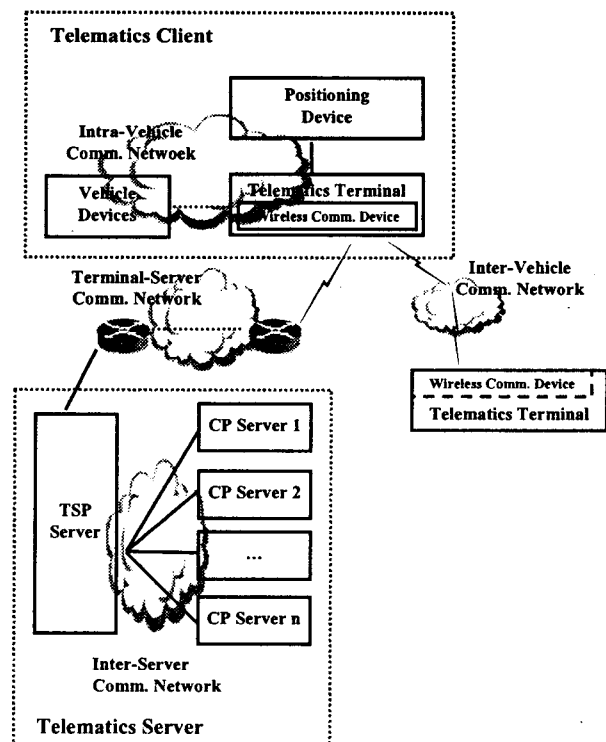 Telematics Client
Positioning
Device
Intra-Vehicle
Comm. Netwoek
Vehicle
Devices
Telematics Terminal
Wireless Comm. Device
Terminal-Server
Comm. Network
Inter-Vehicle
Comm. Network
Wireless Comm. Device
Telematics Terminal
TSP
Server
CP Server 1
CP Server 2
...
CP Server n
Inter-Server
Comm. Network
Telematics Server